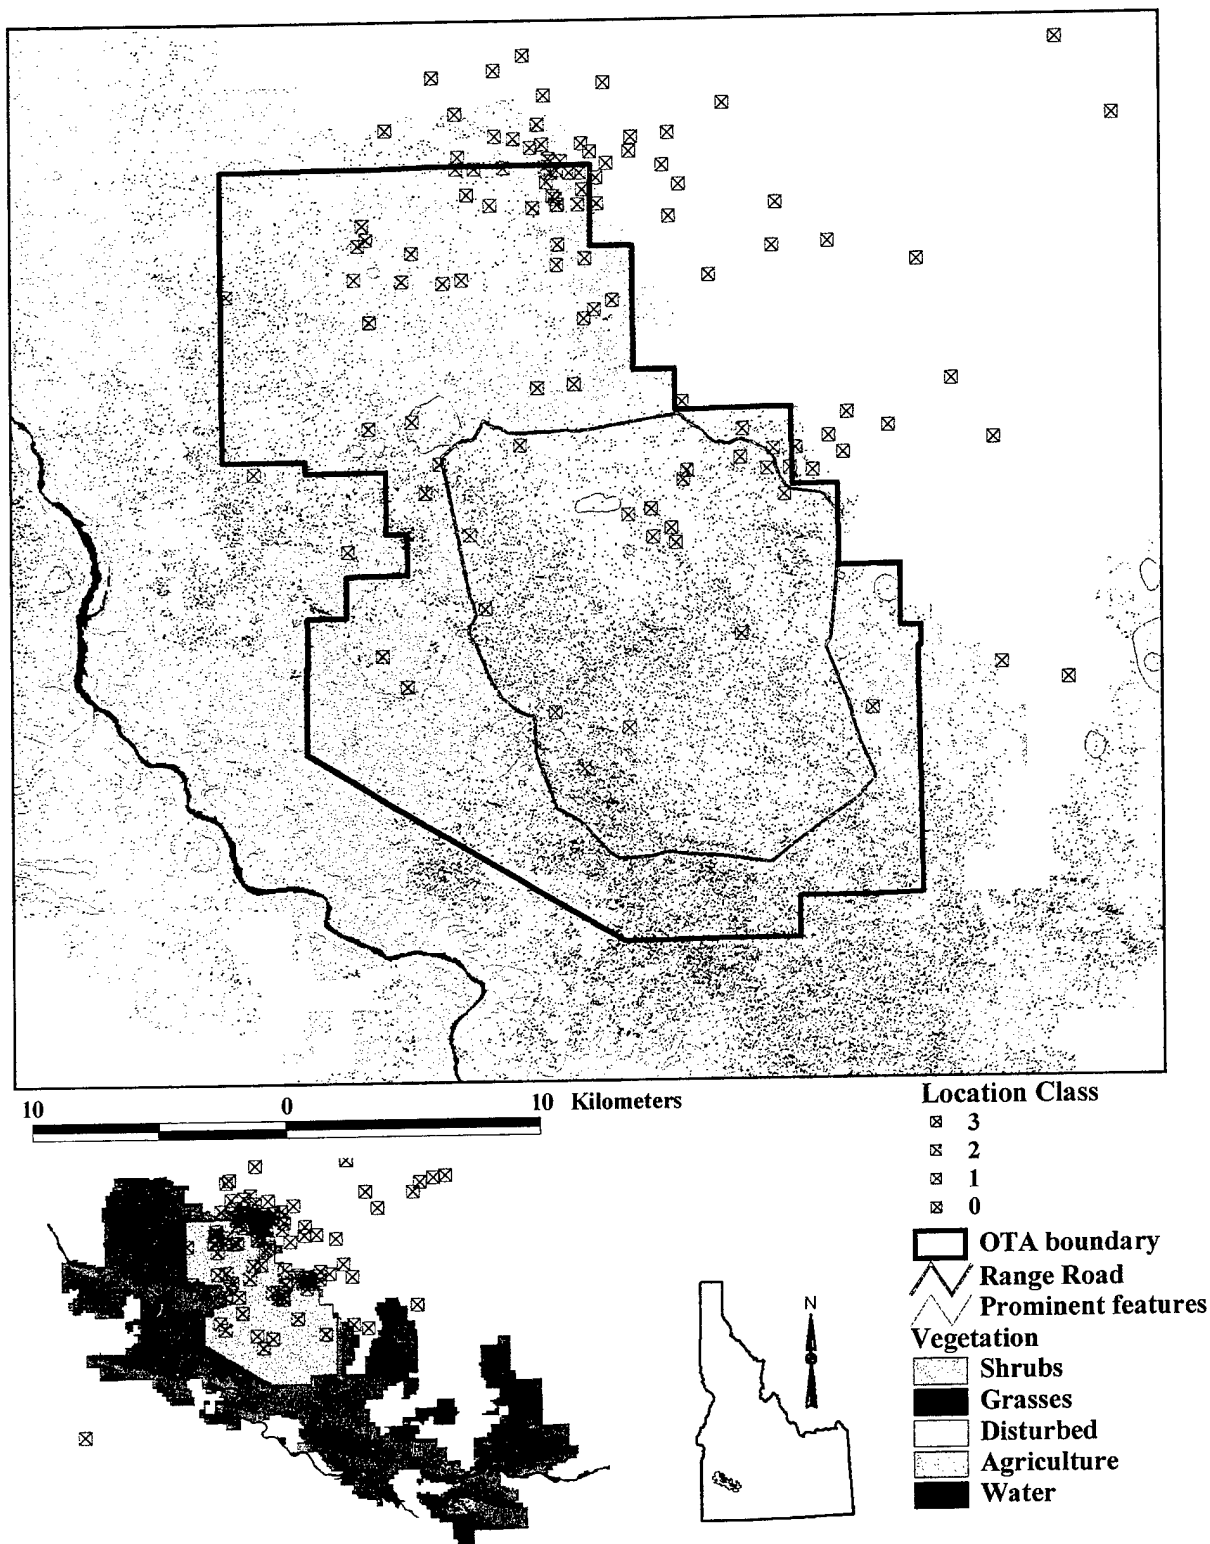 10 0 10 Kilometers
Location Class
3
2
1
0
OTA boundary
Range Road
Prominent features
Vegetation
Shrubs
Grasses
Disturbed
Agriculture
Water
N